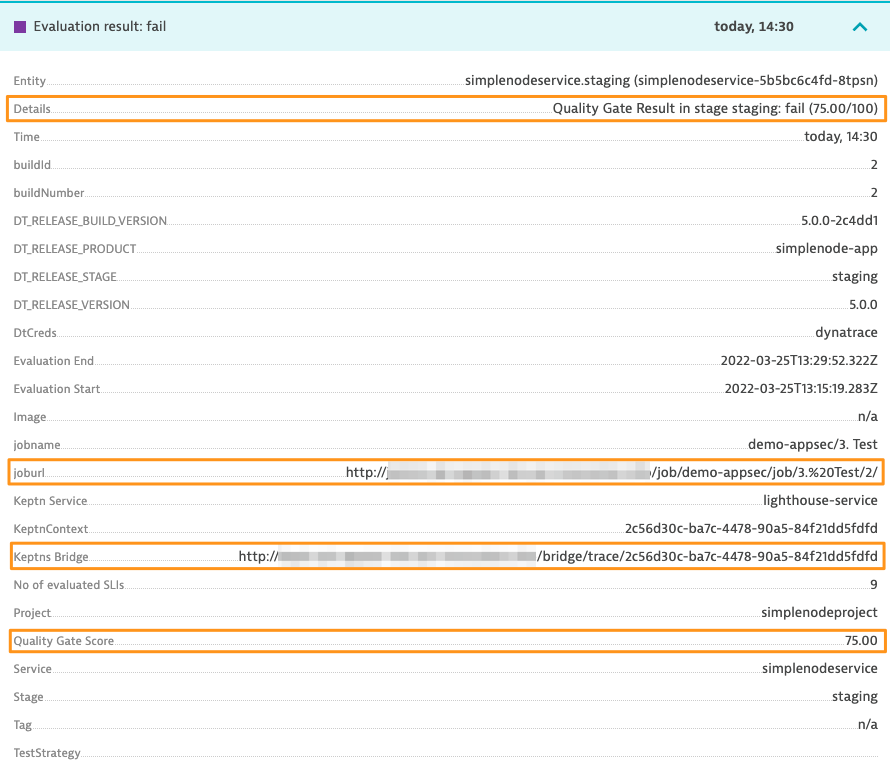 Evaluation result: fail today, 14:30
Entity simplenodeservice.staging (simplenodeservice-5b5bc6c4fd-8tpsn)
Details Quality Gate Result in stage staging: fail (75.00/100)
Time today, 14:30
buildId 2
buildNumber 2
DT_RELEASE_BUILD_VERSION 5.0.0-2c4dd1
DT_RELEASE_PRODUCT simplenode-app
DT_RELEASE_STAGE staging
DT_RELEASE_VERSION 5.0.0
DtCreds dynatrace
Evaluation End 2022-03-25T13:29:52.322Z
Evaluation Start 2022-03-25T13:15:19.283Z
Image n/a
jobname demo-appsec/3. Test
joburl http:// /job/demo-appsec/job/3.%20Test/2/
Keptn Service lighthouse-service
KeptnContext 2c56d30c-ba7c-4478-90a5-84f21dd5fdfd
Keptns Bridge http:// /bridge/trace/2c56d30c-ba7c-4478-90a5-84f21dd5fdfd
No of evaluated SLIs 9
Project simplenodeproject
Quality Gate Score 75.00
Service simplenodeservice
Stage staging
Tag n/a
TestStrategy